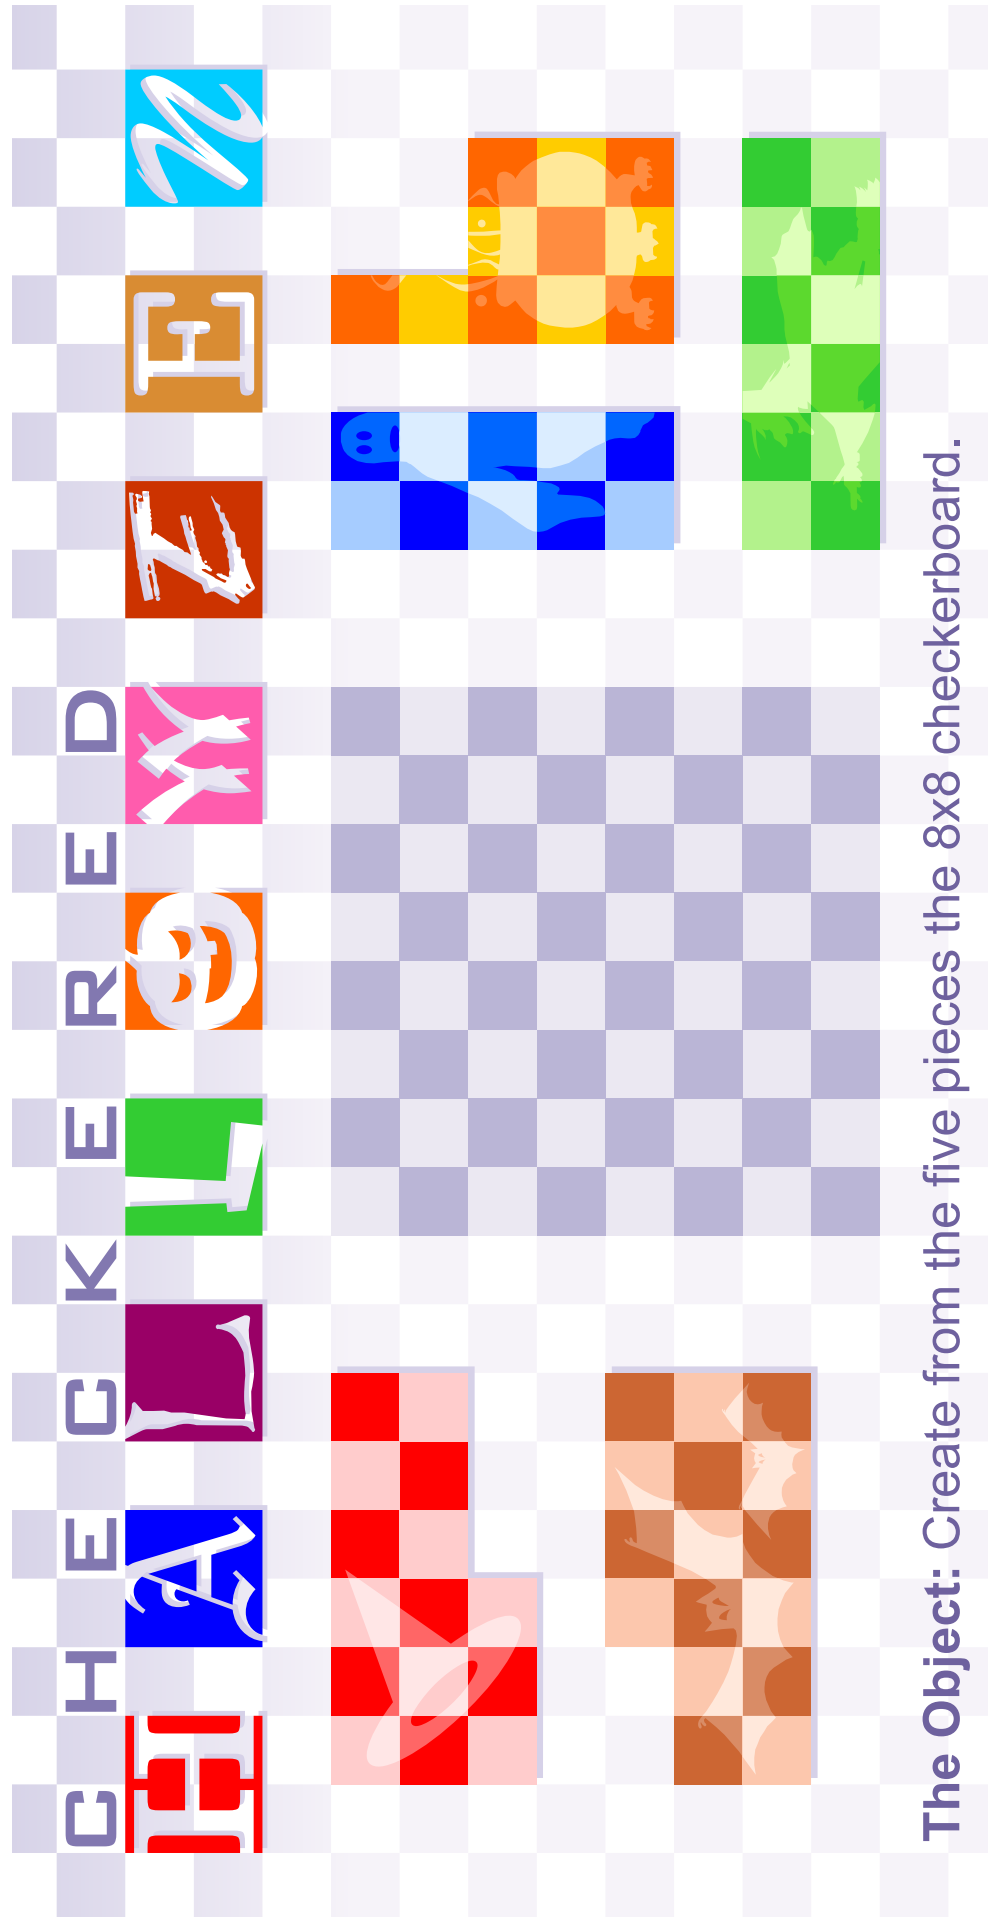 CHECKERED
HALLOWEEN
The Object: Create from the five pieces the 8x8 checkerboard.